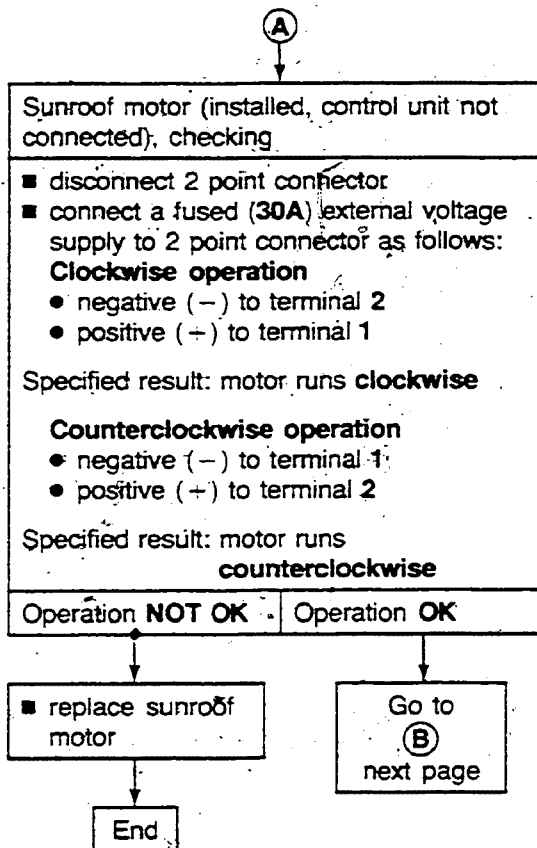 A
Sunroof motor (installed, control unit not
connected), checking
■ disconnect 2 point connector
■ connect a fused (30A) external voltage
supply to 2 point connector as follows:
Clockwise operation
● negative (−) to terminal 2
● positive (+) to terminal 1
Specified result: motor runs clockwise
Counterclockwise operation
● negative (−) to terminal 1
● positive (+) to terminal 2
Specified result: motor runs
counterclockwise
Operation NOT OK
Operation OK
■ replace sunroof
motor
Go to
B
next page
End